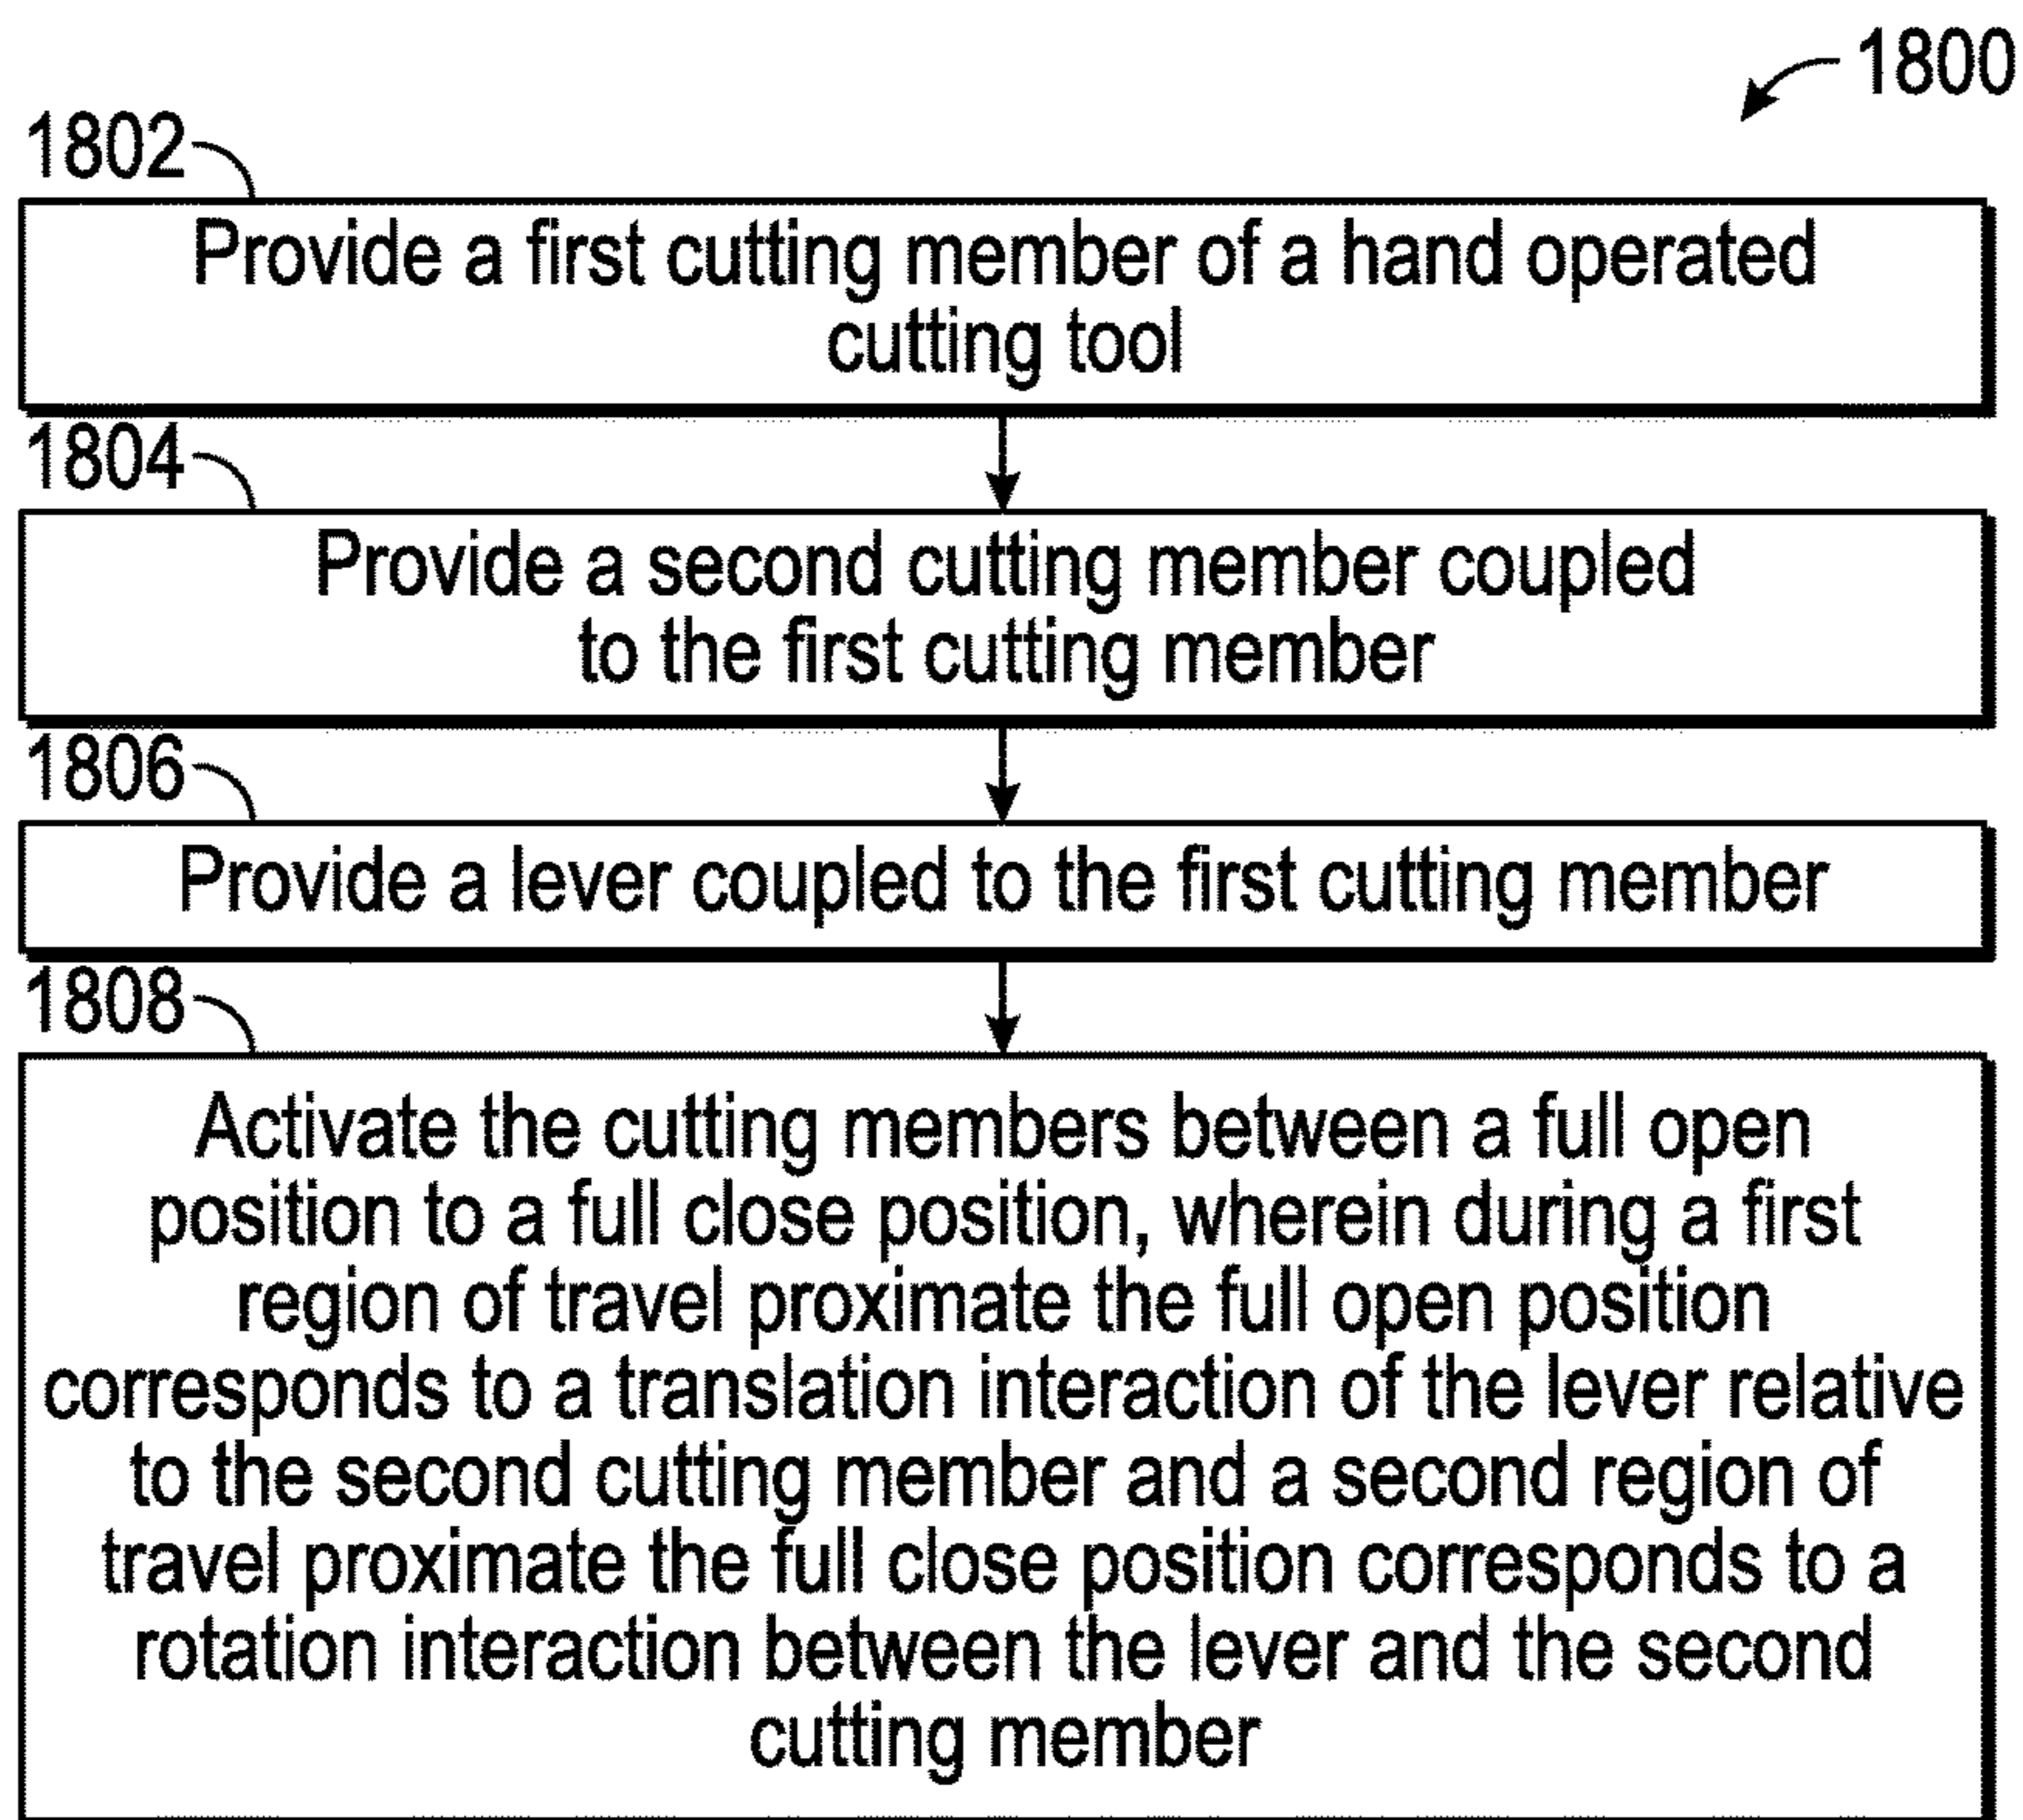 1800
1802
Provide a first cutting member of a hand operated
cutting tool
1804
Provide a second cutting member coupled
to the first cutting member
1806
Provide a lever coupled to the first cutting member
1808
Activate the cutting members between a full open
position to a full close position, wherein during a first
region of travel proximate the full open position
corresponds to a translation interaction of the lever relative
to the second cutting member and a second region of
travel proximate the full close position corresponds to a
rotation interaction between the lever and the second
cutting member